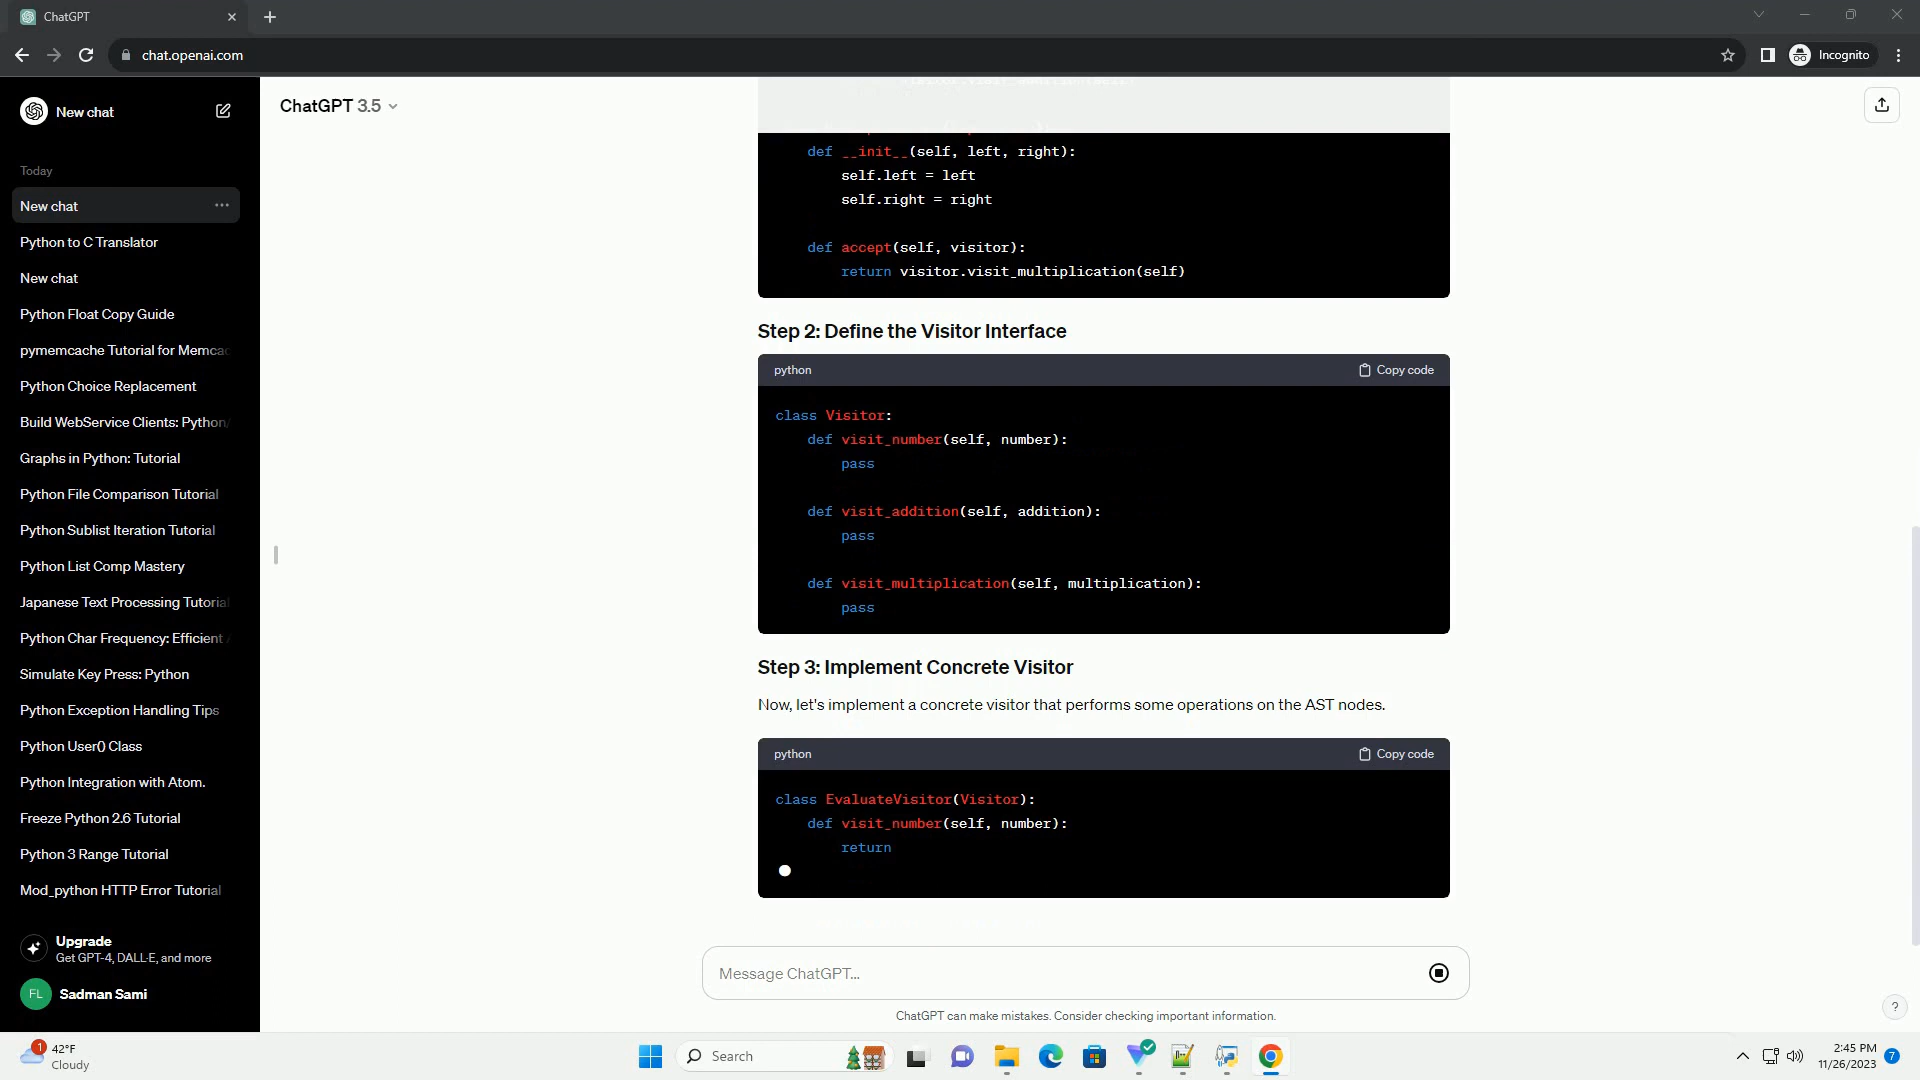 ChatGPT
chat.openai.com
Incognito
New chat
ChatGPT 3.5
Today
New chat
Python to C Translator
New chat
Python Float Copy Guide
pymemcache Tutorial for Memcac
Python Choice Replacement
Build WebService Clients: Python/
Graphs in Python: Tutorial
Python File Comparison Tutorial
Python Sublist Iteration Tutorial
Python List Comp Mastery
Japanese Text Processing Tutorial
Python Char Frequency: Efficient A
Simulate Key Press: Python
Python Exception Handling Tips
Python User() Class
Python Integration with Atom.
Freeze Python 2.6 Tutorial
Python 3 Range Tutorial
Mod_python HTTP Error Tutorial
Upgrade
Get GPT-4, DALL·E, and more
FL Sadman Sami
def __init__(self, left, right):
self.left = left
self.right = right
def accept(self, visitor):
return visitor.visit_multiplication(self)
Step 2: Define the Visitor Interface
python Copy code
class Visitor:
def visit_number(self, number):
pass
def visit_addition(self, addition):
pass
def visit_multiplication(self, multiplication):
pass
Step 3: Implement Concrete Visitor
Now, let's implement a concrete visitor that performs some operations on the AST nodes.
python Copy code
class EvaluateVisitor(Visitor):
def visit_number(self, number):
return
Message ChatGPT...
ChatGPT can make mistakes. Consider checking important information.
?
1
42°F
Cloudy
Search
2:45 PM
11/26/2023
7